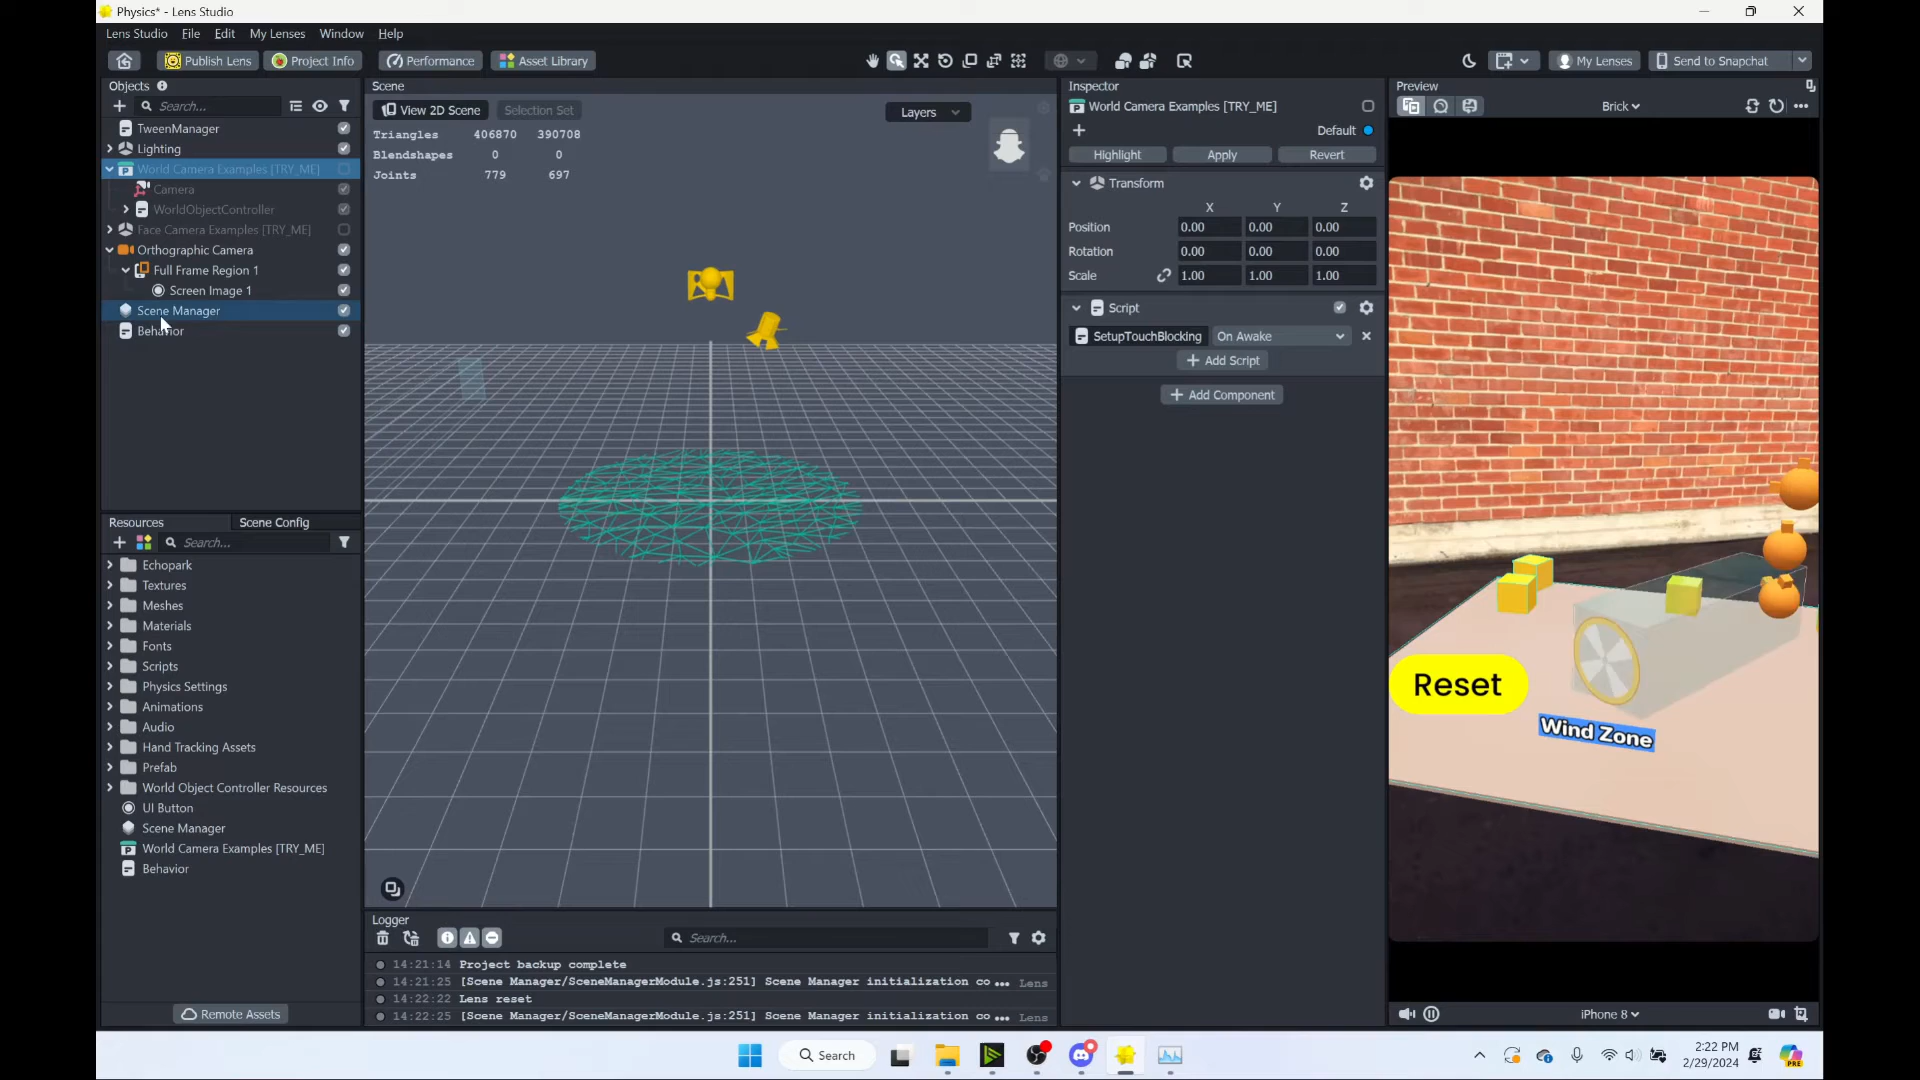 Physics* - Lens Studio
Lens Studio File Edit My Lenses Window Help
Publish Lens Project Info Performance Asset Library My Lenses Send to Snapchat
Objects
Search...
TweenManager
Lighting
World Camera Examples [TRY_ME]
Camera
WorldObjectController
Face Camera Examples [TRY_ME]
Orthographic Camera
Full Frame Region 1
Screen Image 1
Scene Manager
Behavior
Resources Scene Config
Search...
Echopark
Textures
Meshes
Materials
Fonts
Scripts
Physics Settings
Animations
Audio
Hand Tracking Assets
Prefab
World Object Controller Resources
UI Button
Scene Manager
World Camera Examples [TRY_ME]
Behavior
Remote Assets
Scene
View 2D Scene Selection Set Layers
Triangles 406870 390708
Blendshapes 0 0
Joints 779 697
Logger
Search...
14:21:14 Project backup complete
14:21:25 [Scene Manager/SceneManagerModule.js:251] Scene Manager initialization co ... Lens
14:22:22 Lens reset
14:22:25 [Scene Manager/SceneManagerModule.js:251] Scene Manager initialization co ... Lens
Inspector
World Camera Examples [TRY_ME]
Default
Highlight Apply Revert
Transform
X Y Z
Position 0.00 0.00 0.00
Rotation 0.00 0.00 0.00
Scale 1.00 1.00 1.00
Script
SetupTouchBlocking On Awake
+ Add Script
+ Add Component
Preview
Brick
Reset
Wind Zone
iPhone 8
Search
2:22 PM
2/29/2024
PRE